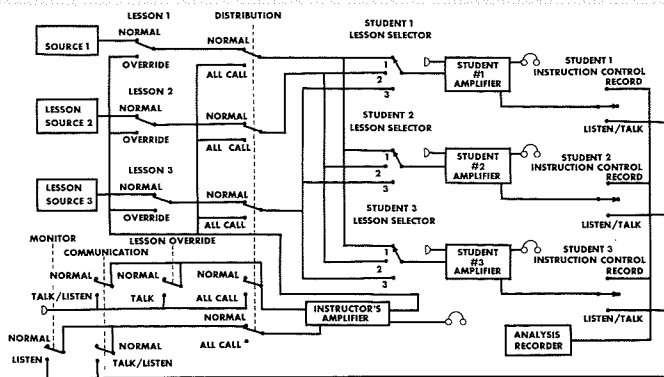 LESSON 1
DISTRIBUTION
STUDENT 1
LESSON SELECTOR
SOURCE 1
NORMAL
NORMAL
OVERRIDE
ALL CALL
1
2
3
STUDENT
#1
AMPLIFIER
STUDENT 1
INSTRUCTION CONTROL
RECORD
LISTEN/TALK
LESSON 2
LESSON
SOURCE 2
NORMAL
NORMAL
OVERRIDE
ALL CALL
STUDENT 2
LESSON SELECTOR
1
2
3
STUDENT
#2
AMPLIFIER
STUDENT 2
INSTRUCTION CONTROL
RECORD
LISTEN/TALK
LESSON 3
LESSON
SOURCE 3
NORMAL
NORMAL
OVERRIDE
ALL CALL
STUDENT 3
LESSON SELECTOR
1
2
3
STUDENT
#3
AMPLIFIER
STUDENT 3
INSTRUCTION CONTROL
RECORD
LISTEN/TALK
MONITOR
COMMUNICATION
LESSON OVERRIDE
NORMAL
NORMAL
NORMAL
TALK/LISTEN
TALK
ALL CALL
INSTRUCTOR'S
AMPLIFIER
NORMAL
NORMAL
NORMAL
LISTEN
TALK/LISTEN
ALL CALL
ANALYSIS
RECORDER